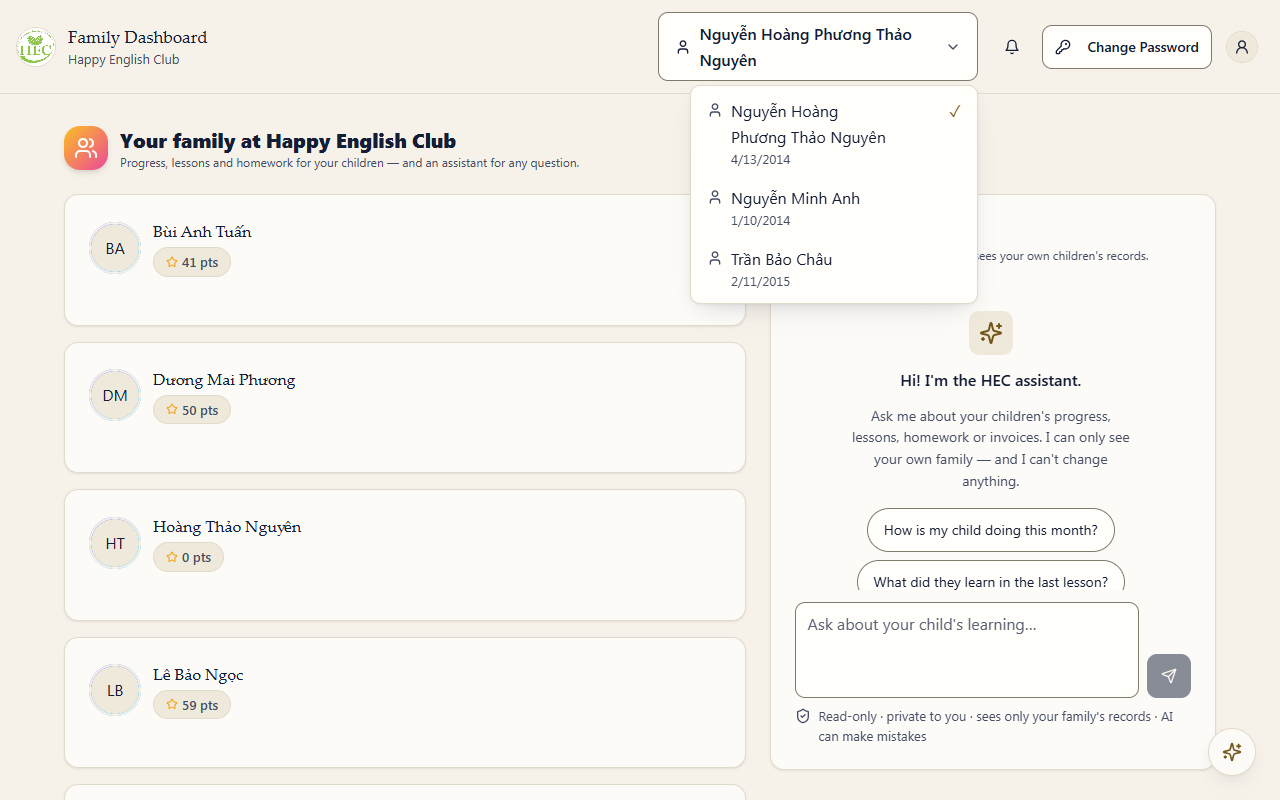 HEC
Family Dashboard
Happy English Club
Nguyễn Hoàng Phương Thảo
Nguyên
Change Password
Nguyễn Hoàng
Phương Thảo Nguyên
4/13/2014
Nguyễn Minh Anh
1/10/2014
Trần Bảo Châu
2/11/2015
Your family at Happy English Club
Progress, lessons and homework for your children — and an assistant for any question.
BA
Bùi Anh Tuấn
41 pts
DM
Dương Mai Phương
50 pts
HT
Hoàng Thảo Nguyên
0 pts
LB
Lê Bảo Ngọc
59 pts
sees your own children's records.
Hi! I'm the HEC assistant.
Ask me about your children's progress,
lessons, homework or invoices. I can only see
your own family — and I can't change
anything.
How is my child doing this month?
What did they learn in the last lesson?
Ask about your child's learning...
Read-only · private to you · sees only your family's records · AI
can make mistakes